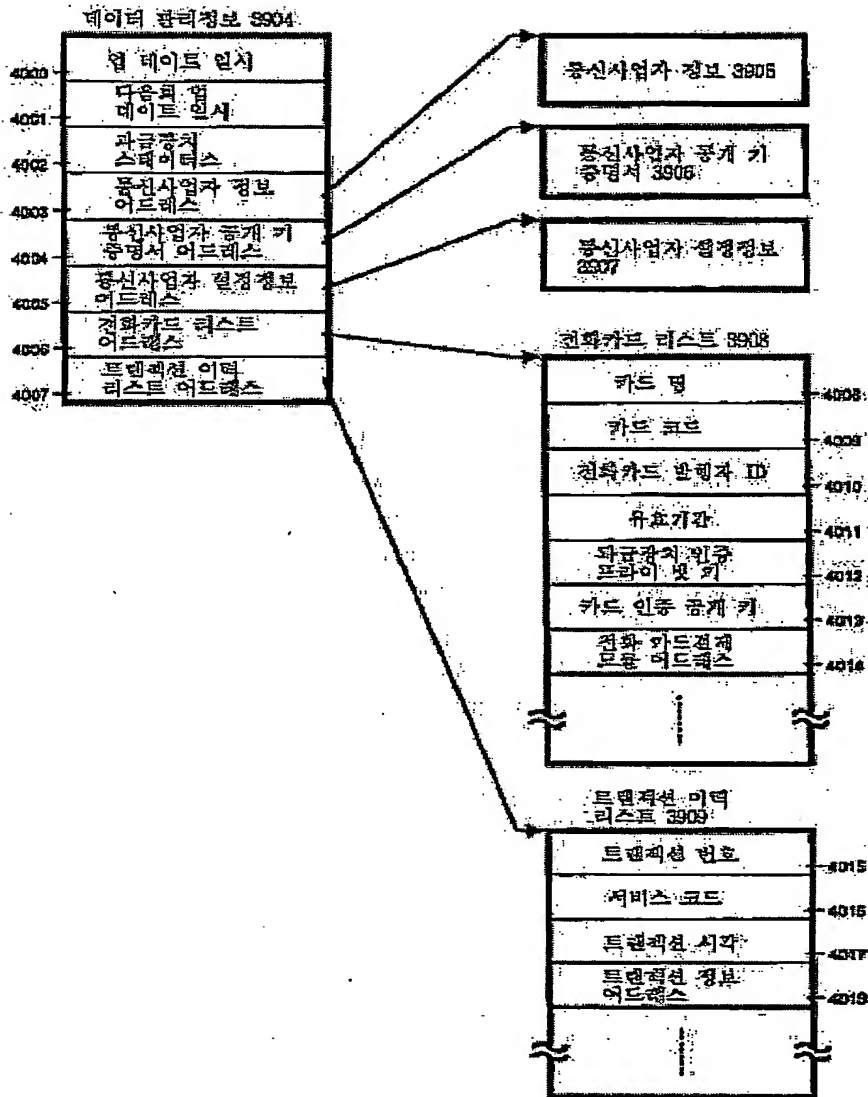 데이터 관리정보 3904
4000
업 데이트 일시
4001
다음회 업
데이트 일시
4002
과금장치
스테이터스
4003
통신사업자 정보
어드레스
4004
통신사업자 공개 키
증명서 어드레스
4005
통신사업자 설정정보
어드레스
4006
전화카드 리스트
어드레스
4007
트랜잭션 이력
리스트 어드레스
통신사업자 정보 3905
통신사업자 공개 키
증명서 3906
통신사업자 설정정보
3907
전화카드 리스트 3908
카드 명
4008
카드 코드
4009
전화카드 발행자 ID
4010
유효기간
4011
과금장치 인증
프라이 빗 키
4012
카드 인증 공개 키
4013
전화 카드결제
모듈 어드레스
4014
트랜잭션 이력
리스트 3909
트랜잭션 번호
4015
서비스 코드
4016
트랜잭션 시각
4017
트랜잭션 정보
어드레스
4018